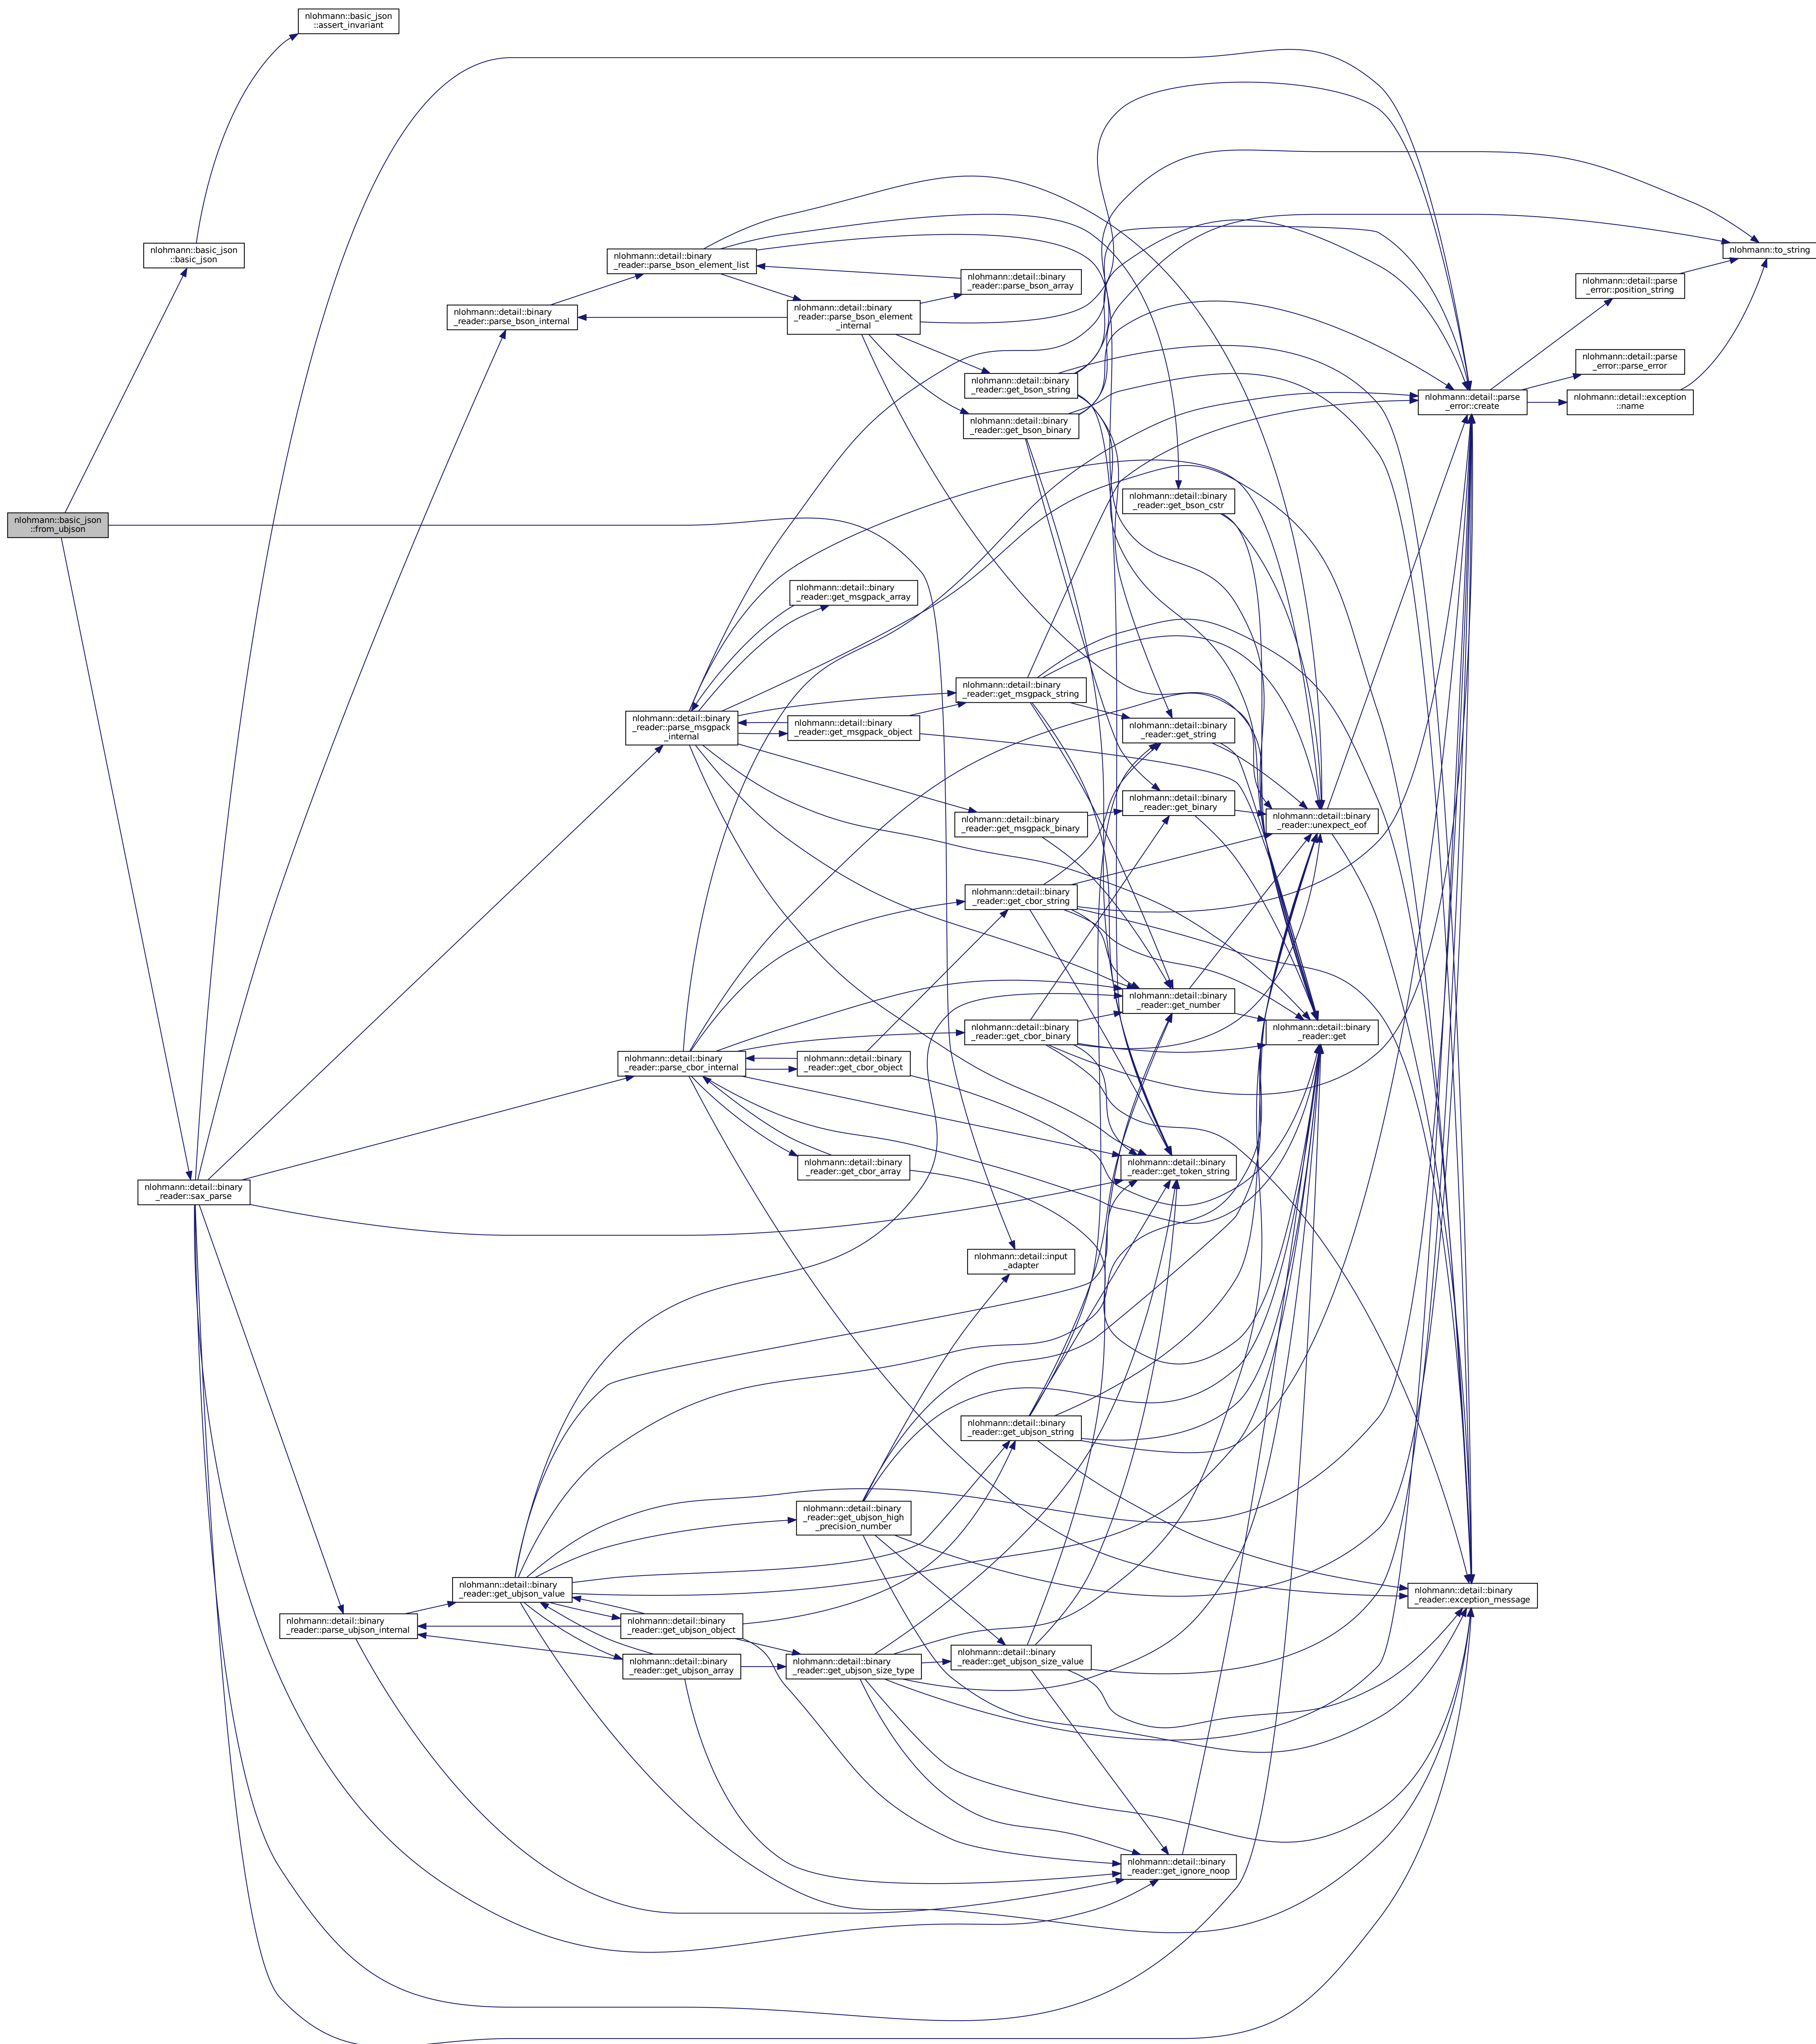 nlohmann::basic_json
::assert_invariant
nlohmann::basic_json
::basic_json
nlohmann::to_string
nlohmann::detail::binary
_reader::parse_bson_element_list
nlohmann::detail::binary
_reader::parse_bson_array
nlohmann::detail::parse
_error::position_string
nlohmann::detail::binary
_reader::parse_bson_internal
nlohmann::detail::binary
_reader::parse_bson_element
_internal
nlohmann::detail::parse
_error::parse_error
nlohmann::detail::binary
_reader::get_bson_string
nlohmann::detail::parse
_error::create
nlohmann::detail::exception
::name
nlohmann::detail::binary
_reader::get_bson_binary
nlohmann::detail::binary
_reader::get_bson_cstr
nlohmann::basic_json
::from_ubjson
nlohmann::detail::binary
_reader::get_msgpack_array
nlohmann::detail::binary
_reader::get_msgpack_string
nlohmann::detail::binary
_reader::parse_msgpack
_internal
nlohmann::detail::binary
_reader::get_msgpack_object
nlohmann::detail::binary
_reader::get_string
nlohmann::detail::binary
_reader::get_binary
nlohmann::detail::binary
_reader::get_msgpack_binary
nlohmann::detail::binary
_reader::unexpect_eof
nlohmann::detail::binary
_reader::get_cbor_string
nlohmann::detail::binary
_reader::get_number
nlohmann::detail::binary
_reader::get_cbor_binary
nlohmann::detail::binary
_reader::get
nlohmann::detail::binary
_reader::parse_cbor_internal
nlohmann::detail::binary
_reader::get_cbor_object
nlohmann::detail::binary
_reader::get_cbor_array
nlohmann::detail::binary
_reader::get_token_string
nlohmann::detail::binary
_reader::sax_parse
nlohmann::detail::input
_adapter
nlohmann::detail::binary
_reader::get_ubjson_string
nlohmann::detail::binary
_reader::get_ubjson_high
_precision_number
nlohmann::detail::binary
_reader::get_ubjson_value
nlohmann::detail::binary
_reader::exception_message
nlohmann::detail::binary
_reader::parse_ubjson_internal
nlohmann::detail::binary
_reader::get_ubjson_object
nlohmann::detail::binary
_reader::get_ubjson_array
nlohmann::detail::binary
_reader::get_ubjson_size_type
nlohmann::detail::binary
_reader::get_ubjson_size_value
nlohmann::detail::binary
_reader::get_ignore_noop